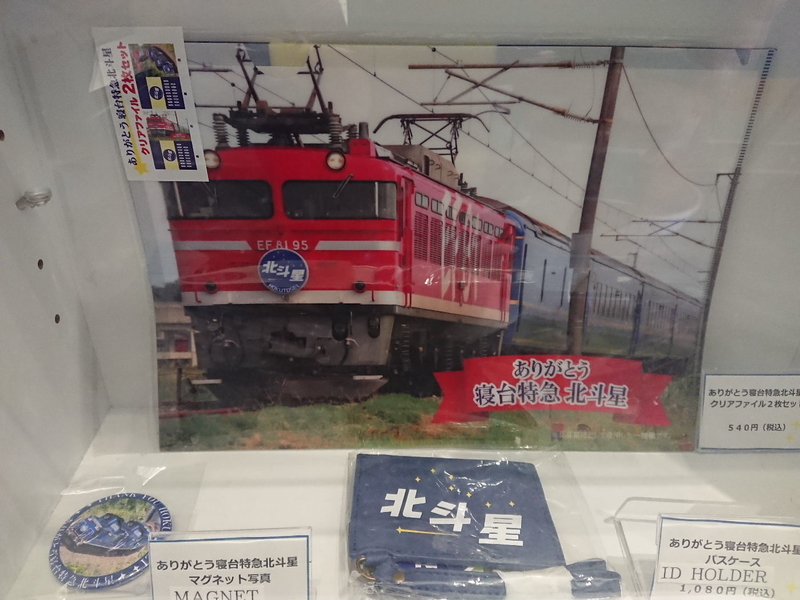 ありがとう寝台特急北斗星
クリアファイル2枚セット
EF 81 95
北斗星
HOKUTOSEI
ありがとう
寝台特急 北斗星
ありがとう寝台特急北斗星
クリアファイル2枚セット
540円（税込）
北斗星
ありがとう寝台特急北斗星
マグネット写真
MAGNET
ありがとう寝台特急北斗星
パスケース
ID HOLDER
1,080円（税込）